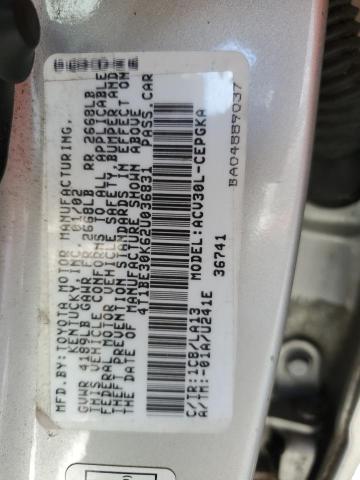 MFD.BY:TOYOTA MOTOR MANUFACTURING,
KENTUCKY, INC. 01/02
GVWR 4189LB GAWR FR 2668LB RR 2668LB
THIS VEHICLE CONFORMS TO ALL APPLICABLE
FEDERAL MOTOR VEHICLE SAFETY, BUMPER, AND
THEFT PREVENTION STANDARDS IN EFFECT ON
THE DATE OF MANUFACTURE SHOWN ABOVE
4T1BE30K62U036831 PASS.CAR
C/TR:1C8/LA13 MODEL:ACV30L-CEPGKA
A/TM:-01A/U241E 36741
BA04889037